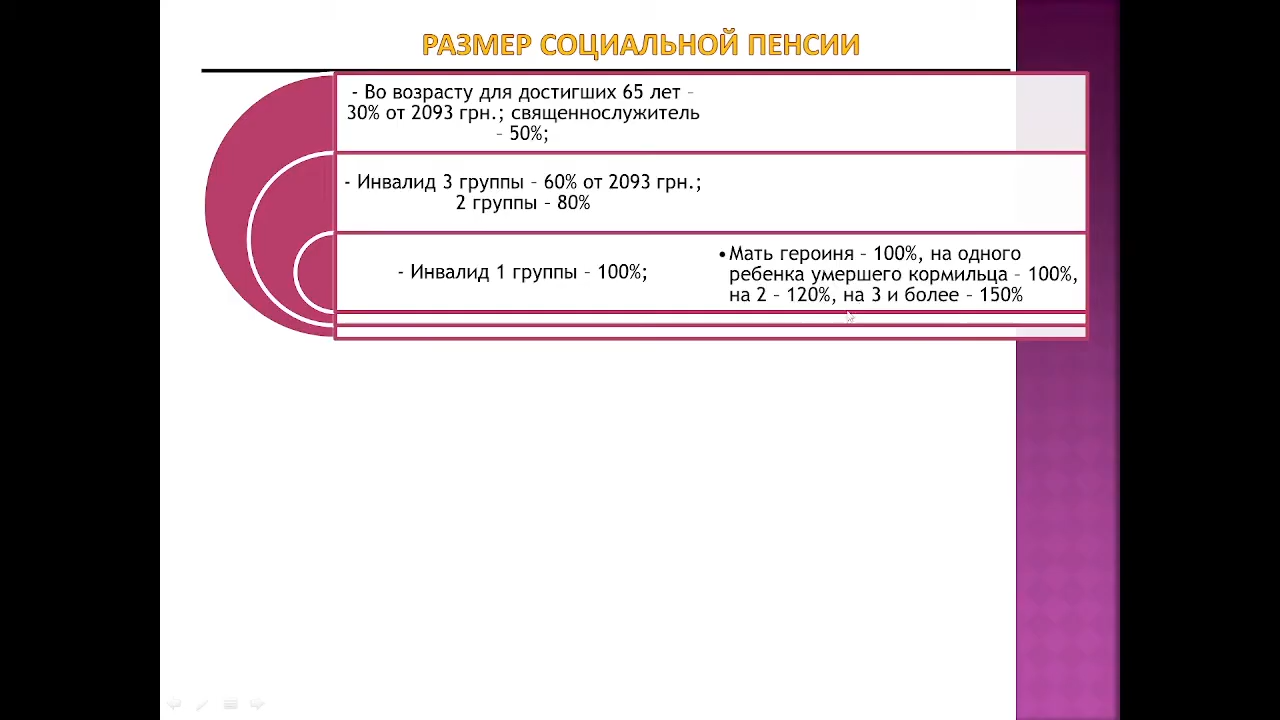 РАЗМЕР СОЦИАЛЬНОЙ ПЕНСИИ
- Во возрасту для достигших 65 лет –
30% от 2093 грн.; священнослужитель
– 50%;
- Инвалид 3 группы – 60% от 2093 грн.;
2 группы – 80%
- Инвалид 1 группы – 100%;
•Мать героиня – 100%, на одного
ребенка умершего кормильца – 100%,
на 2 – 120%, на 3 и более – 150%